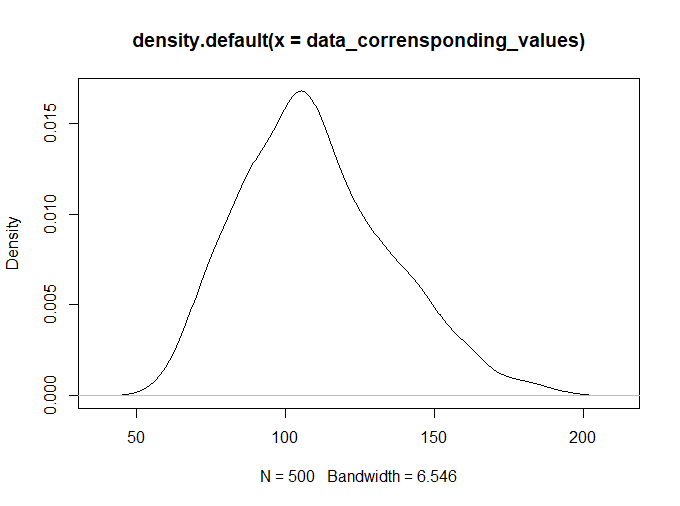 density.default(x = data_corrensponding_values)
0.015
0.010
0.005
0.000
Density
50
100
150
200
N = 500   Bandwidth = 6.546